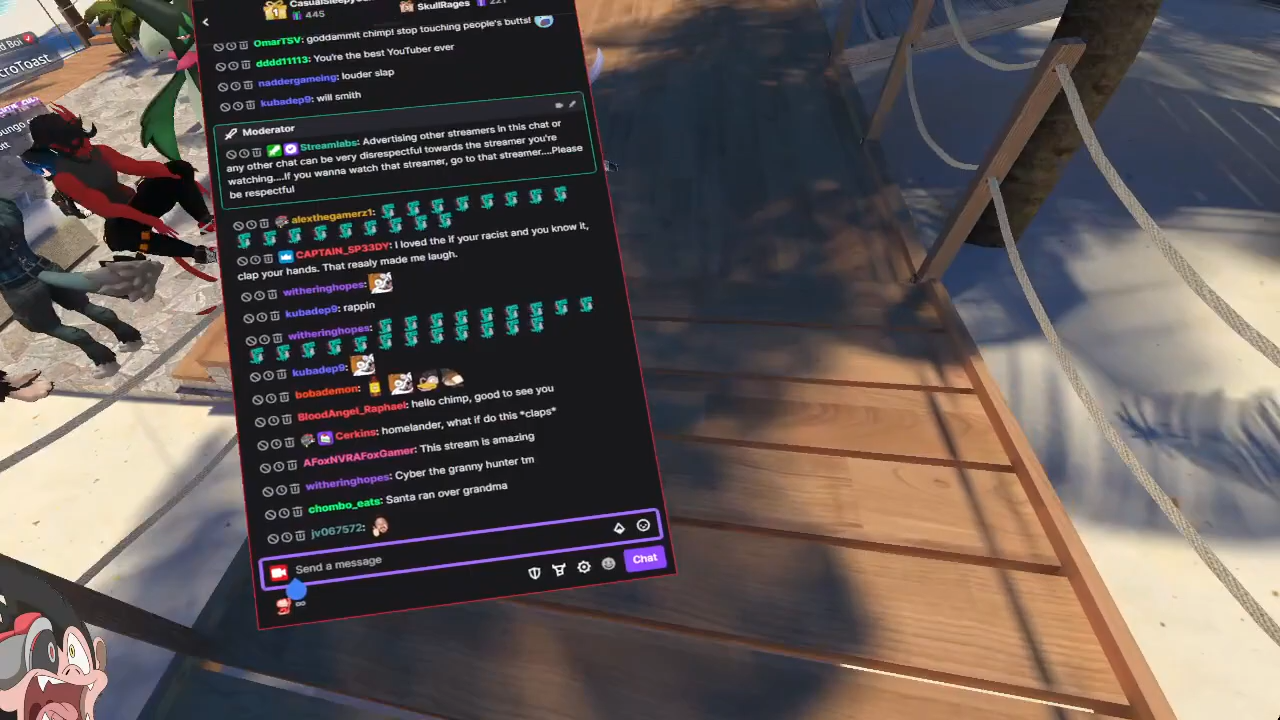 CasualSleepy
445
SkullRages
221
OmarTSV: goddammit chimp! stop touching people's butts!
dddd11113: You're the best YouTuber ever
naddergameing: louder slap
kubadep9: will smith
Moderator
Streamlabs: Advertising other streamers in this chat or
any other chat can be very disrespectful towards the streamer you're
watching....If you wanna watch that streamer, go to that streamer....Please
be respectful
alexthegamerz1:
CAPTAIN_SP33DY: I loved the if your racist and you know it,
clap your hands. That reaaly made me laugh.
witheringhopes:
kubadep9: rappin
witheringhopes:
kubadep9:
bobademon:
BloodAngel_Raphael: hello chimp, good to see you
Cerkins: homelander, what if do this *claps*
AFoxNVRAFoxGamer: This stream is amazing
witheringhopes: Cyber the granny hunter tm
chombo_eats: Santa ran over grandma
jv067572:
Send a message
Chat
∞
d Boi
troToast